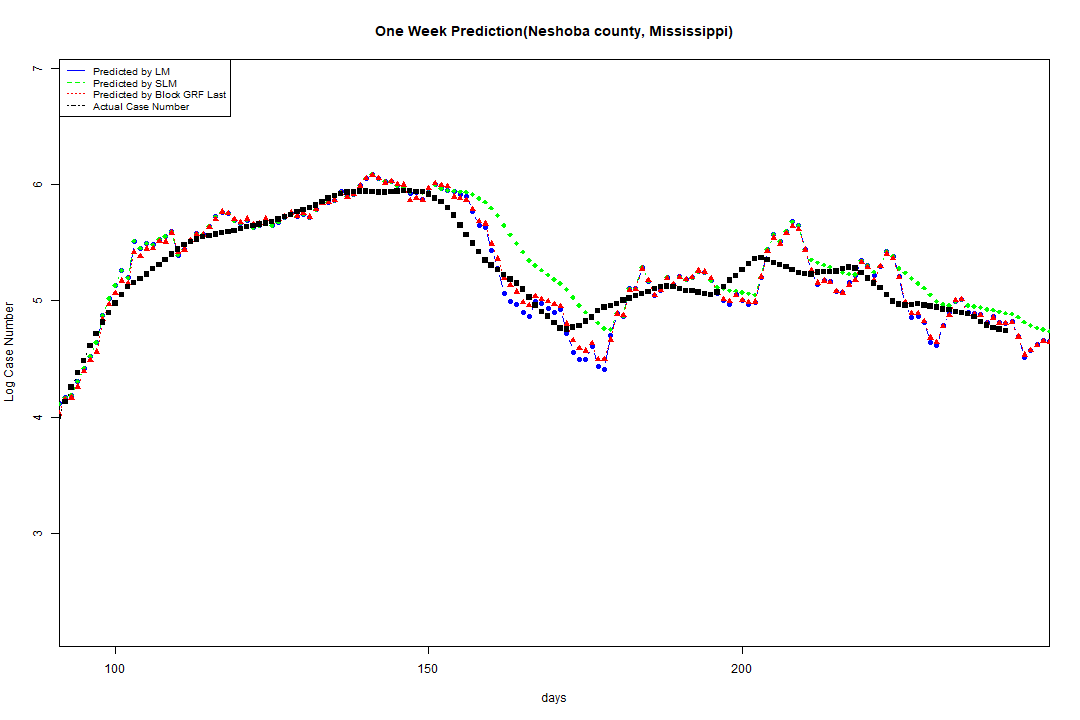 One Week Prediction(Neshoba county, Mississippi)
Predicted by LM
Predicted by SLM
Predicted by Block GRF Last
Actual Case Number
7
6
5
4
3
Log Case Number
100 150 200
days